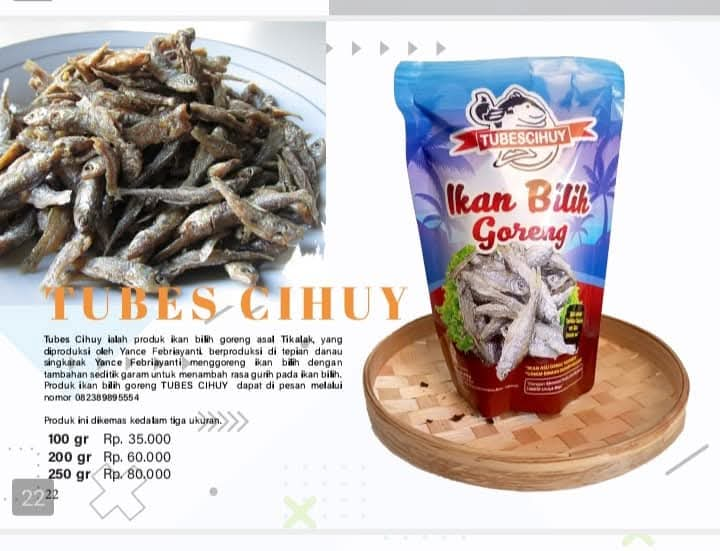 TUBESCIHUY
Ikan Bilih
Goreng
TUBES CIHUY
Tubes Cihuy ialah produk ikan bilih goreng asal Tikalak, yang
diproduksi oleh Yance Febriayanti. berproduksi di tepian danau
singkarak Yance Febriayanti menggoreng ikan bilih dengan
tambahan seditik garam untuk menambah rasa gurih pada ikan bilih.
Produk ikan bilih goreng TUBES CIHUY dapat di pesan melalui
nomor 082389895554
Produk ini dikemas kedalam tiga ukuran.
100 gr Rp. 35.000
200 gr Rp. 60.000
250 gr Rp. 80.000
22
22